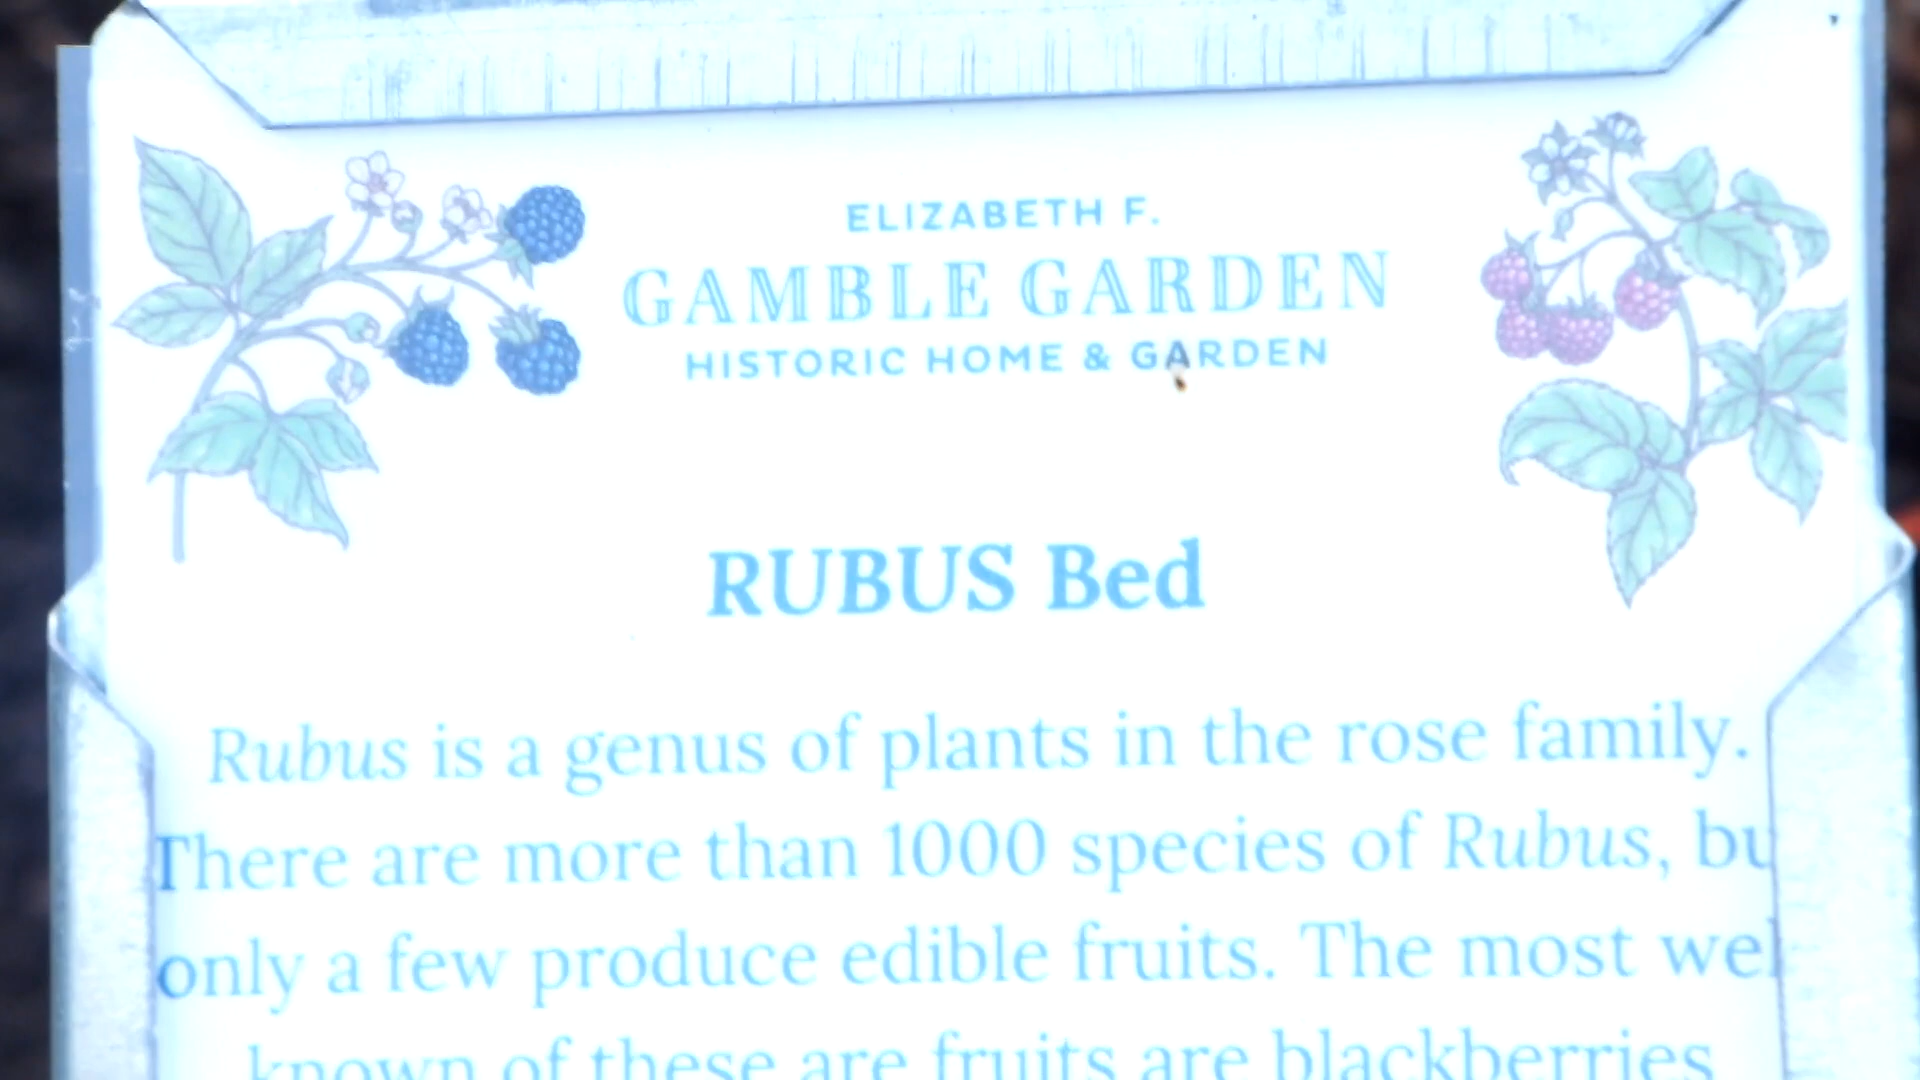 ELIZABETH F.
GAMBLE GARDEN
HISTORIC HOME & GARDEN
RUBUS Bed
Rubus is a genus of plants in the rose family.
There are more than 1000 species of Rubus, bu
only a few produce edible fruits. The most wel
known of these are fruits are blackberries